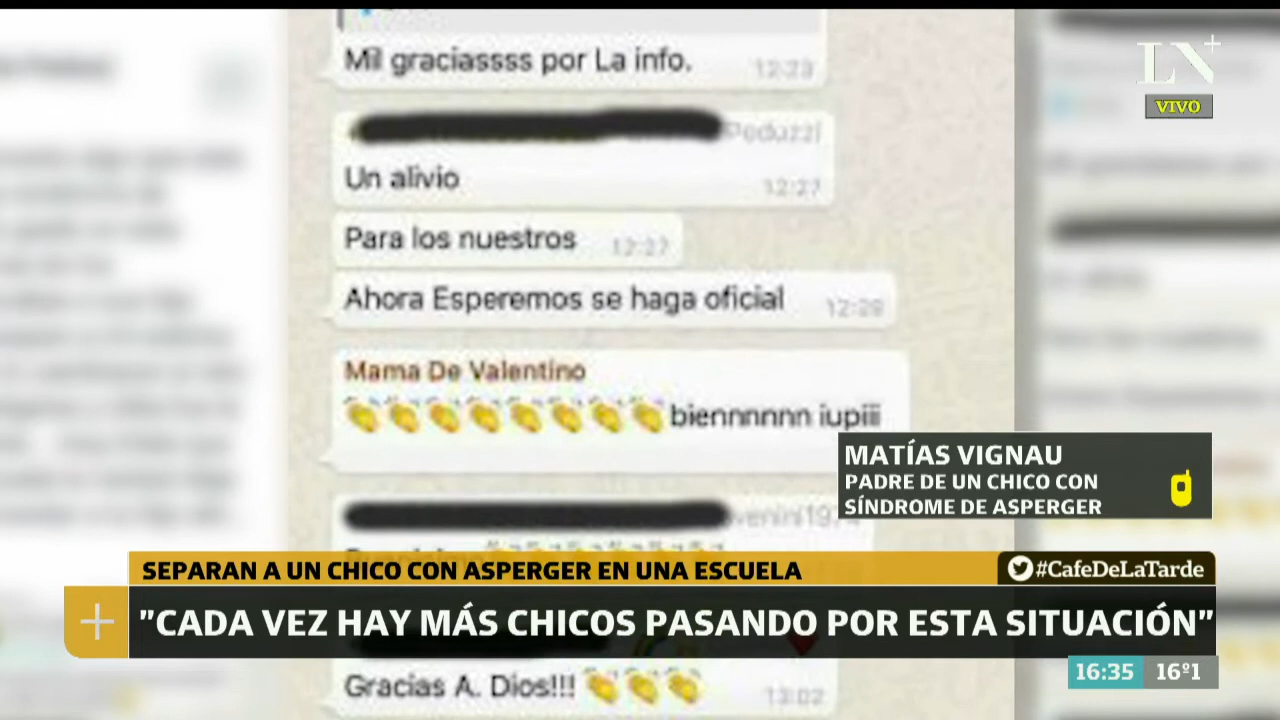 Mil graciassss por La info.
12:23
LN+
VIVO
Peduzzi
Un alivio
12:27
Para los nuestros
12:27
Ahora Esperemos se haga oficial
12:28
Mama De Valentino
👏👏👏👏👏👏👏👏biennnnnn iupiii
MATÍAS VIGNAU
PADRE DE UN CHICO CON
SÍNDROME DE ASPERGER
SEPARAN A UN CHICO CON ASPERGER EN UNA ESCUELA
#CafeDeLaTarde
"CADA VEZ HAY MÁS CHICOS PASANDO POR ESTA SITUACIÓN"
16:35 16º1
Gracias A. Dios!!! 👏👏👏
13:02